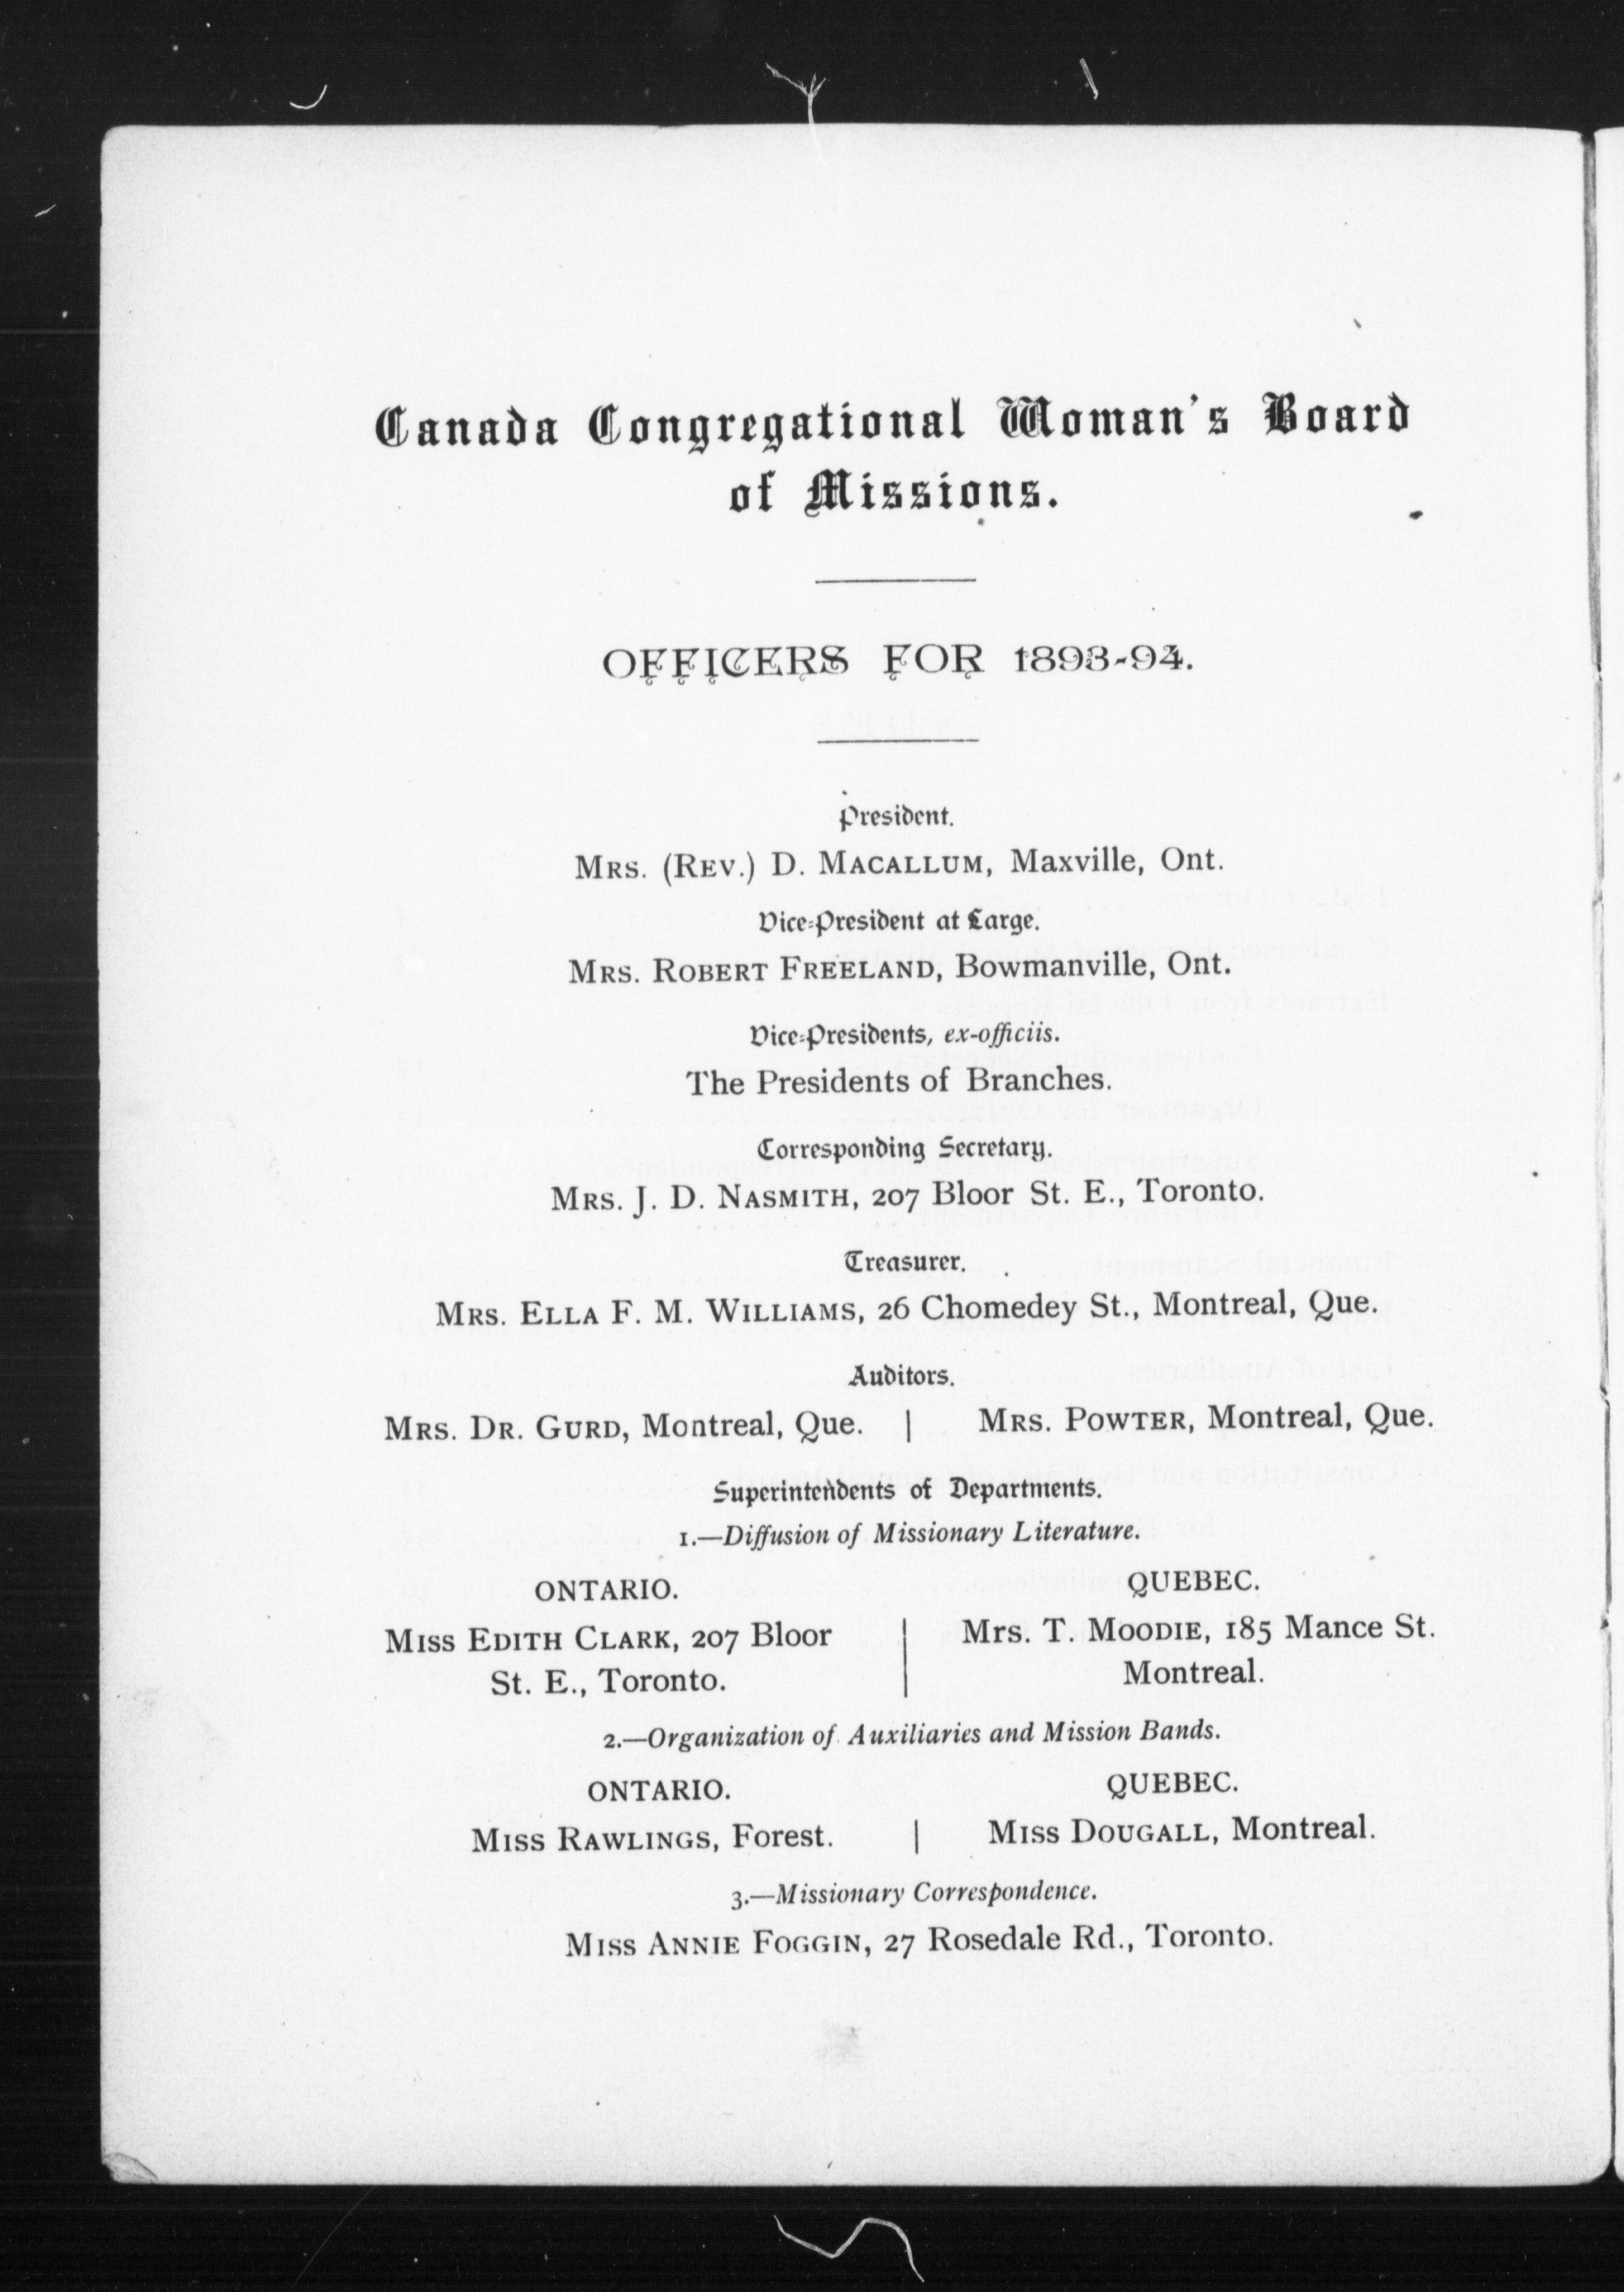 Canada Congregational Woman's Board
of Missions.
OFFICERS FOR 1893-94.
President.
MRS. (REV.) D. MACALLUM, Maxville, Ont.
Vice-President at Large.
MRS. ROBERT FREELAND, Bowmanville, Ont.
Vice-Presidents, ex-officiis.
The Presidents of Branches.
Corresponding Secretary.
MRS. J. D. NASMITH, 207 Bloor St. E., Toronto.
Treasurer.
MRS. ELLA F. M. WILLIAMS, 26 Chomedey St., Montreal, Que.
Auditors.
MRS. DR. GURD, Montreal, Que. | MRS. POWTER, Montreal, Que.
Superintendents of Departments.
1.—Diffusion of Missionary Literature.
ONTARIO.
MISS EDITH CLARK, 207 Bloor
St. E., Toronto.
QUEBEC.
Mrs. T. MOODIE, 185 Mance St.
Montreal.
2.—Organization of Auxiliaries and Mission Bands.
ONTARIO.
MISS RAWLINGS, Forest.
QUEBEC.
MISS DOUGALL, Montreal.
3.—Missionary Correspondence.
MISS ANNIE FOGGIN, 27 Rosedale Rd., Toronto.